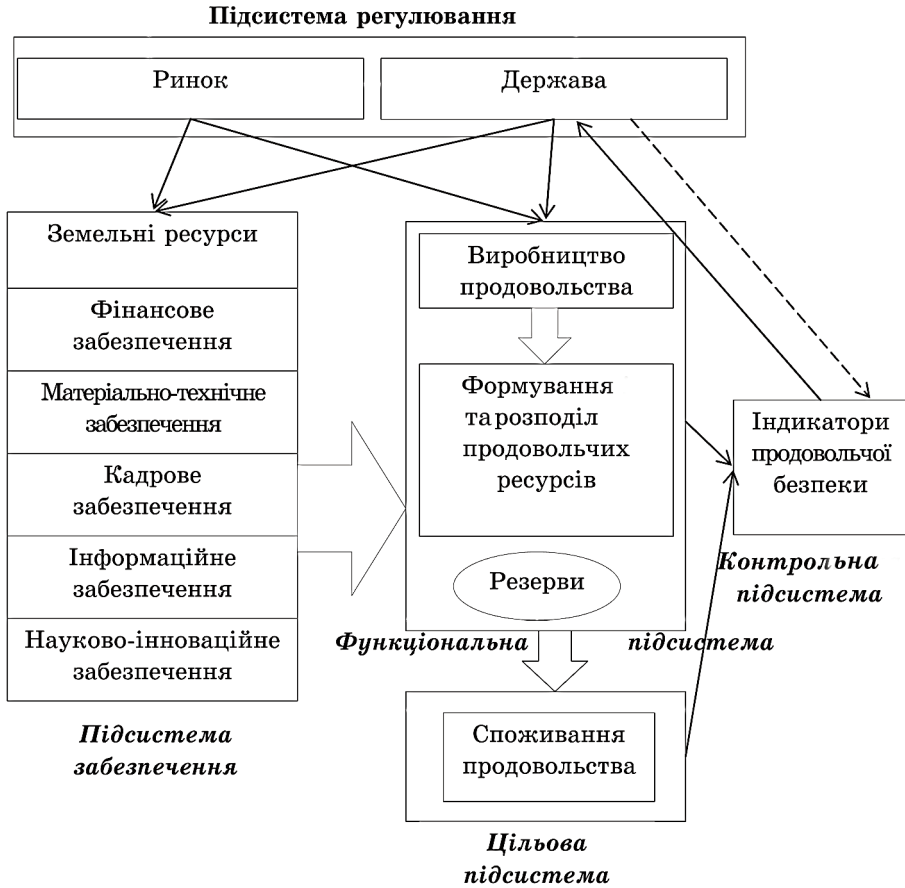 Підсистема регулювання
Ринок
Держава
Земельні ресурси
Фінансове
забезпечення
Матеріально-технічне
забезпечення
Кадрове
забезпечення
Інформаційне
забезпечення
Науково-інноваційне
забезпечення
Підсистема
забезпечення
Виробництво
продовольства
Формування
та розподіл
продовольчих
ресурсів
Резерви
Функціональна підсистема
Споживання
продовольства
Цільова
підсистема
Індикатори
продовольчої
безпеки
Контрольна
підсистема